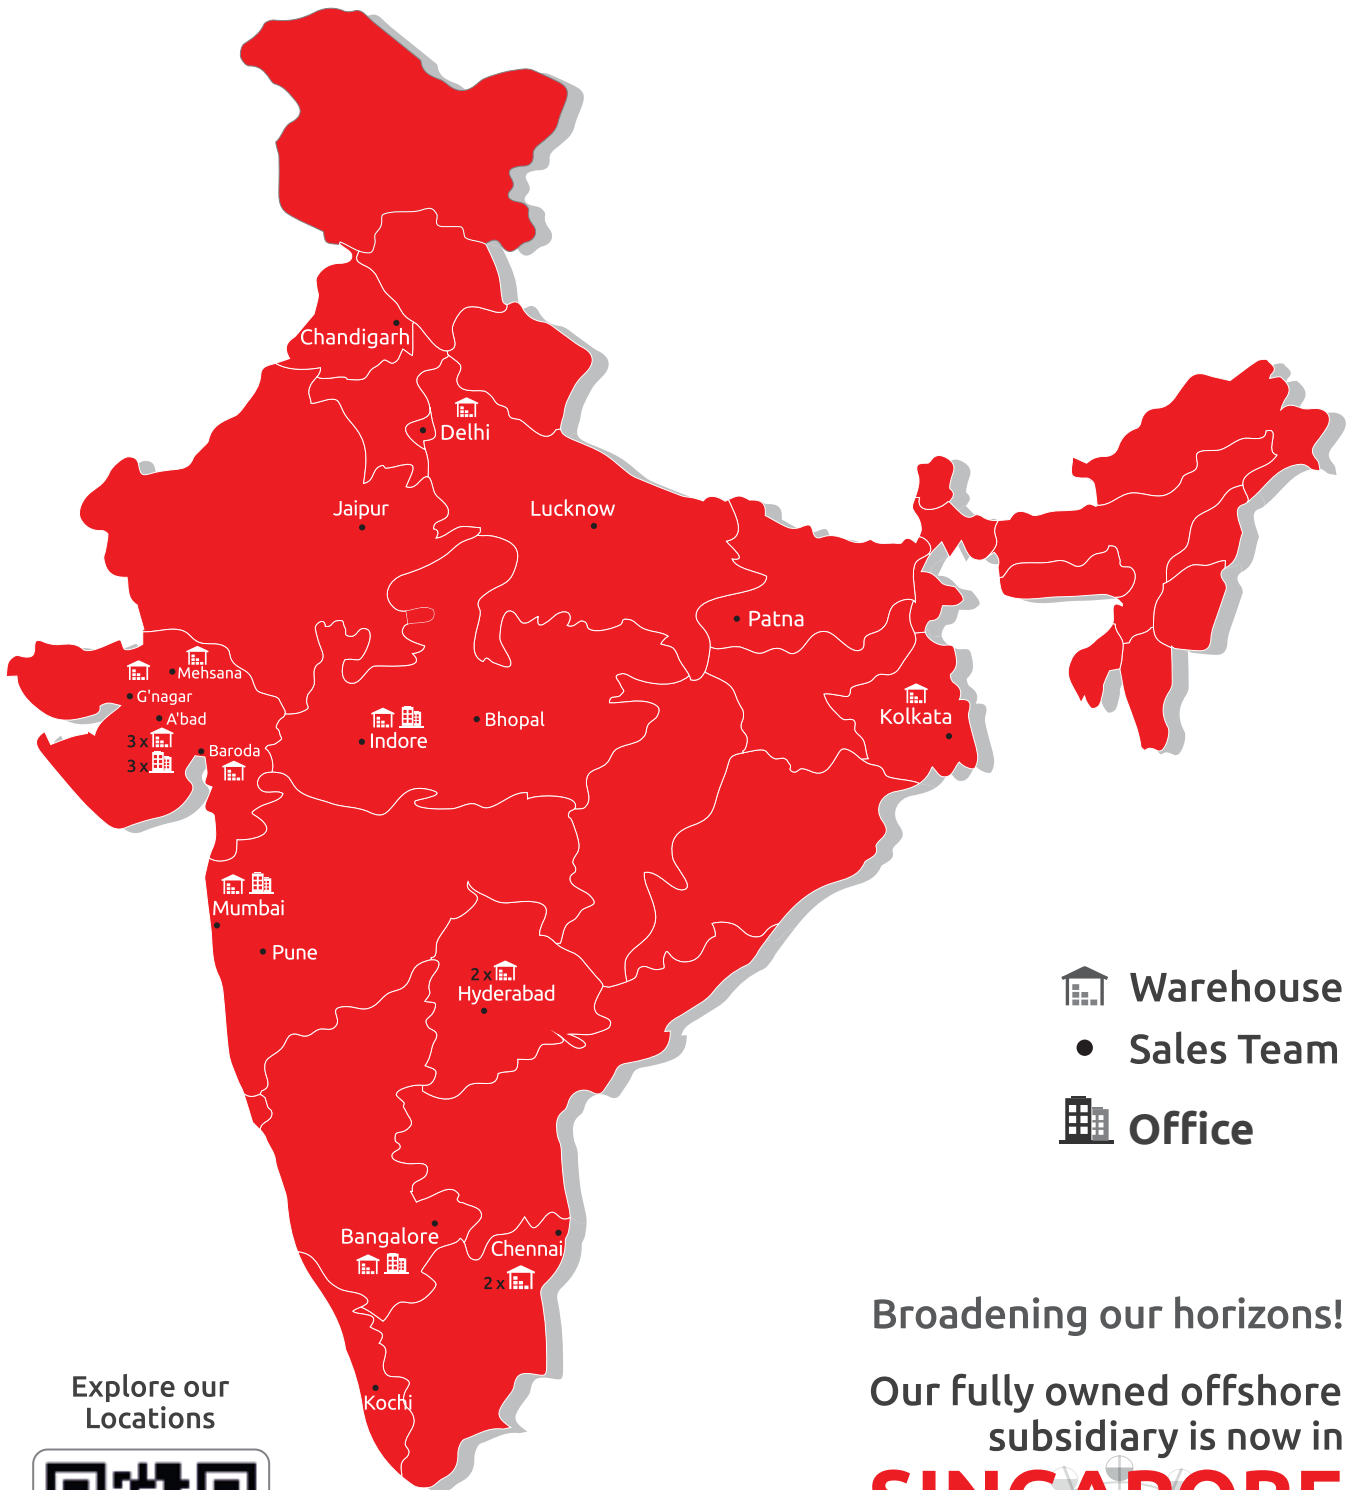 Chandigarh
Delhi
Jaipur
Lucknow
Patna
Mehsana
G'nagar
A'bad
3 x
3 x
Baroda
Indore
Bhopal
Kolkata
Mumbai
Pune
2 x
Hyderabad
Warehouse
Sales Team
Office
Bangalore
Chennai
2 x
Kochi
Broadening our horizons!
Our fully owned offshore
subsidiary is now in
SINGAPORE
Explore our
Locations